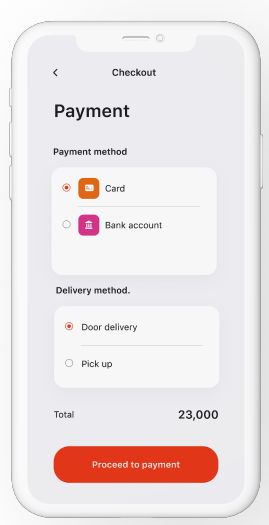 Checkout
Payment
Payment method
Card
Bank account
Delivery method.
Door delivery
Pick up
Total 23,000
Proceed to payment